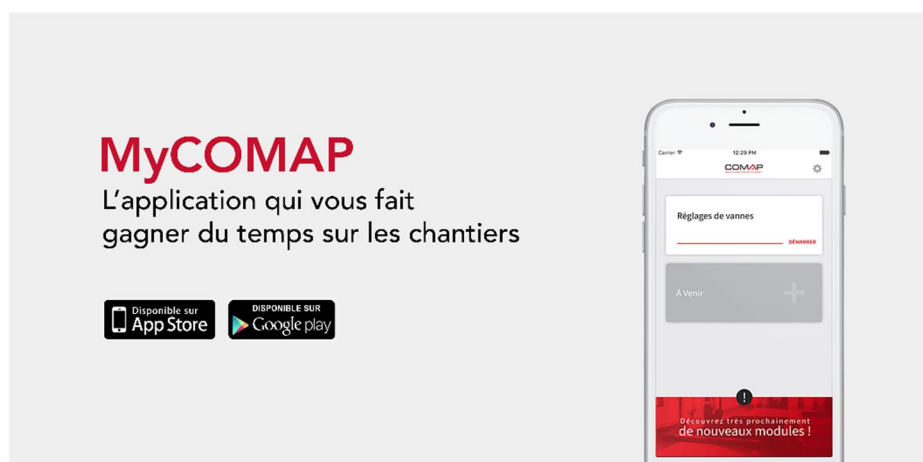 MyCOMAP
L'application qui vous fait
gagner du temps sur les chantiers
Disponible sur
App Store
DISPONIBLE SUR
Google play
Carrier
12:29 PM
COMAP
Réglages de vannes
DÉMARRER
À Venir
!
Découvrez très prochainement
de nouveaux modules !